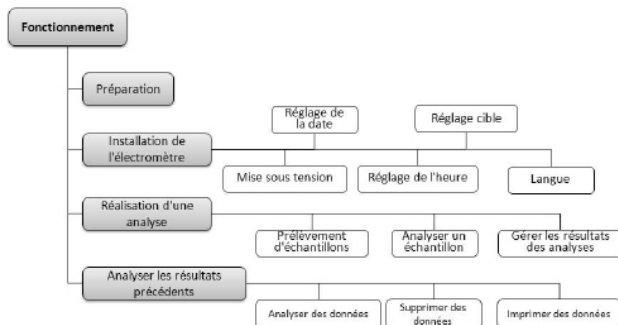 Fonctionnement
Préparation
Réglage de
la date
Réglage cible
Installation de
l'électromètre
Mise sous tension
Réglage de l'heure
Langue
Réalisation d'une
analyse
Prélèvement
d'échantillons
Analyser un
échantillon
Gérer les résultats
des analyses
Analyser les résultats
précédents
Analyser des données
Supprimer des
données
Imprimer des données